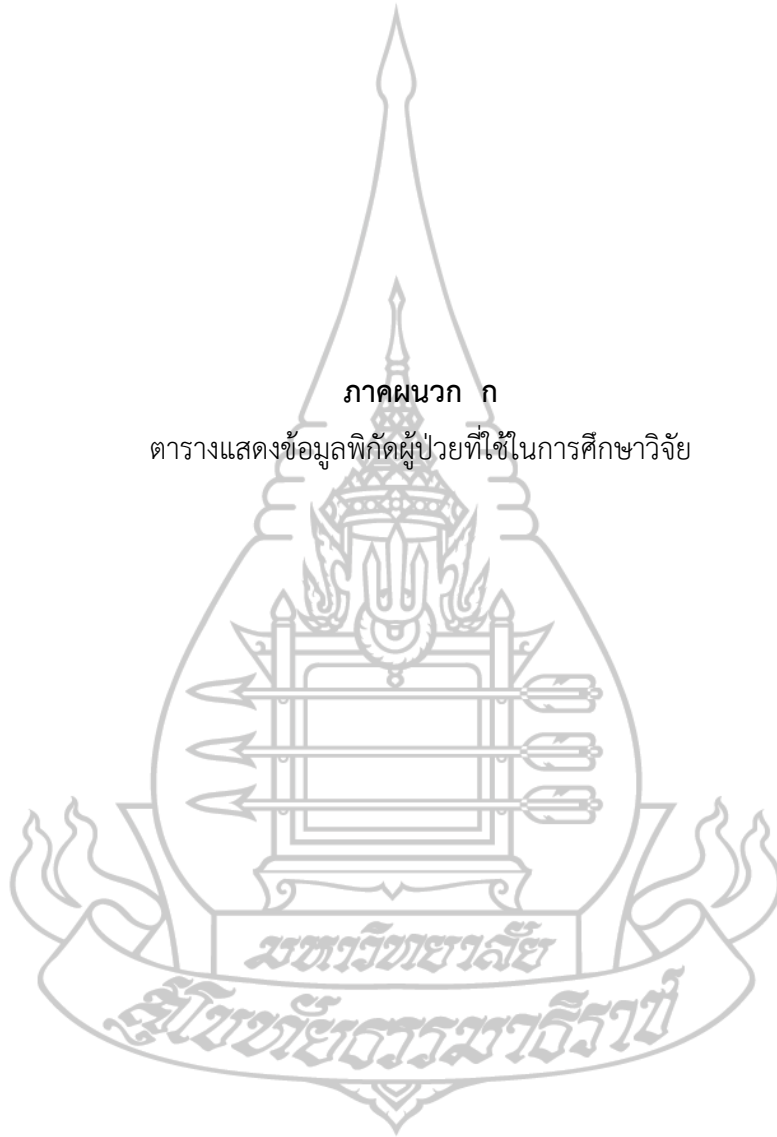 ภาคผนวก ก
ตารางแสดงข้อมูลพิกัดผู้ป่วยที่ใช้ในการศึกษาวิจัย
มหาวิทยาลัย
สุโขทัยธรรมาธิราช